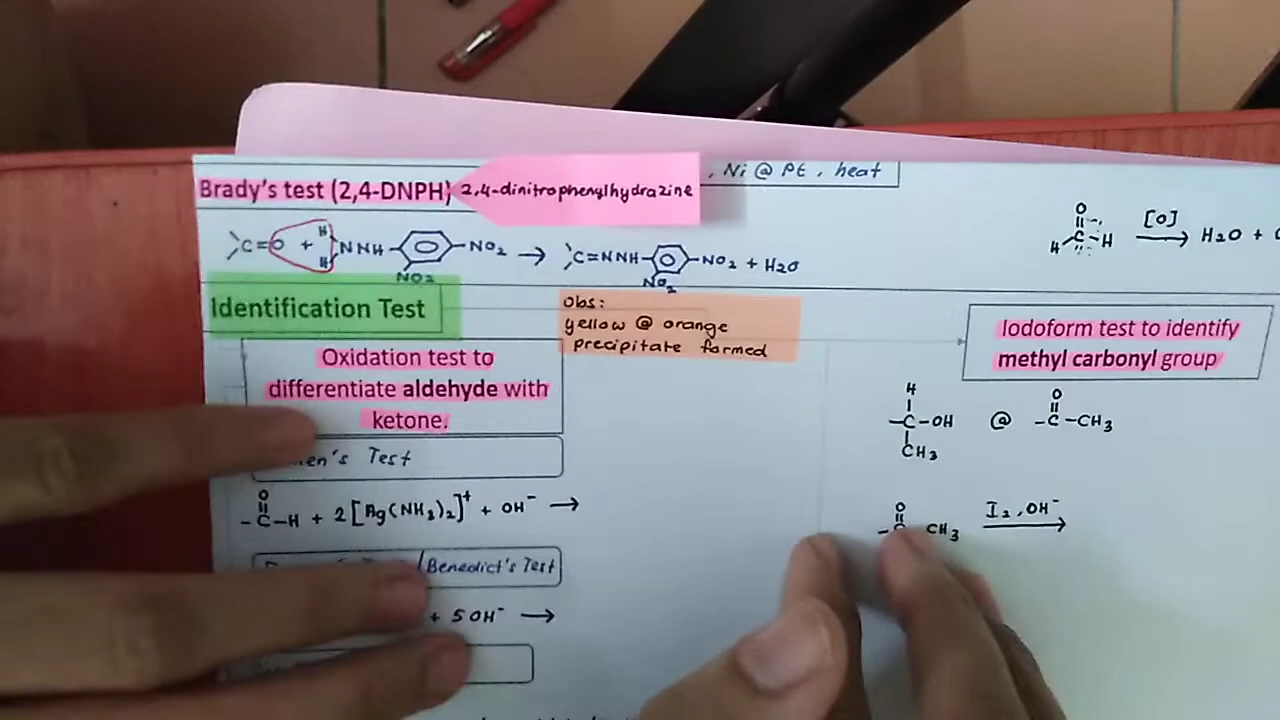 Brady's test (2,4-DNPH) 2,4-dinitrophenylhydrazine
, Ni @ Pt, heat
C=O + H H NNH NO₂ NO₂ → C=NNH NO₂ NO₂ + H₂O
O H-C-H [O] → H₂O +
Identification Test
Obs:
yellow @ orange
precipitate formed
Oxidation test to
differentiate aldehyde with
ketone.
Iodoform test to identify
methyl carbonyl group
H
-C-OH
CH₃
@
O
-C-CH₃
Test
O
-C-H + 2[Ag(NH₃)₂]⁺ + OH⁻ →
O
CH₃ I₂, OH⁻ →
Benedict's Test
+ 5OH⁻ →